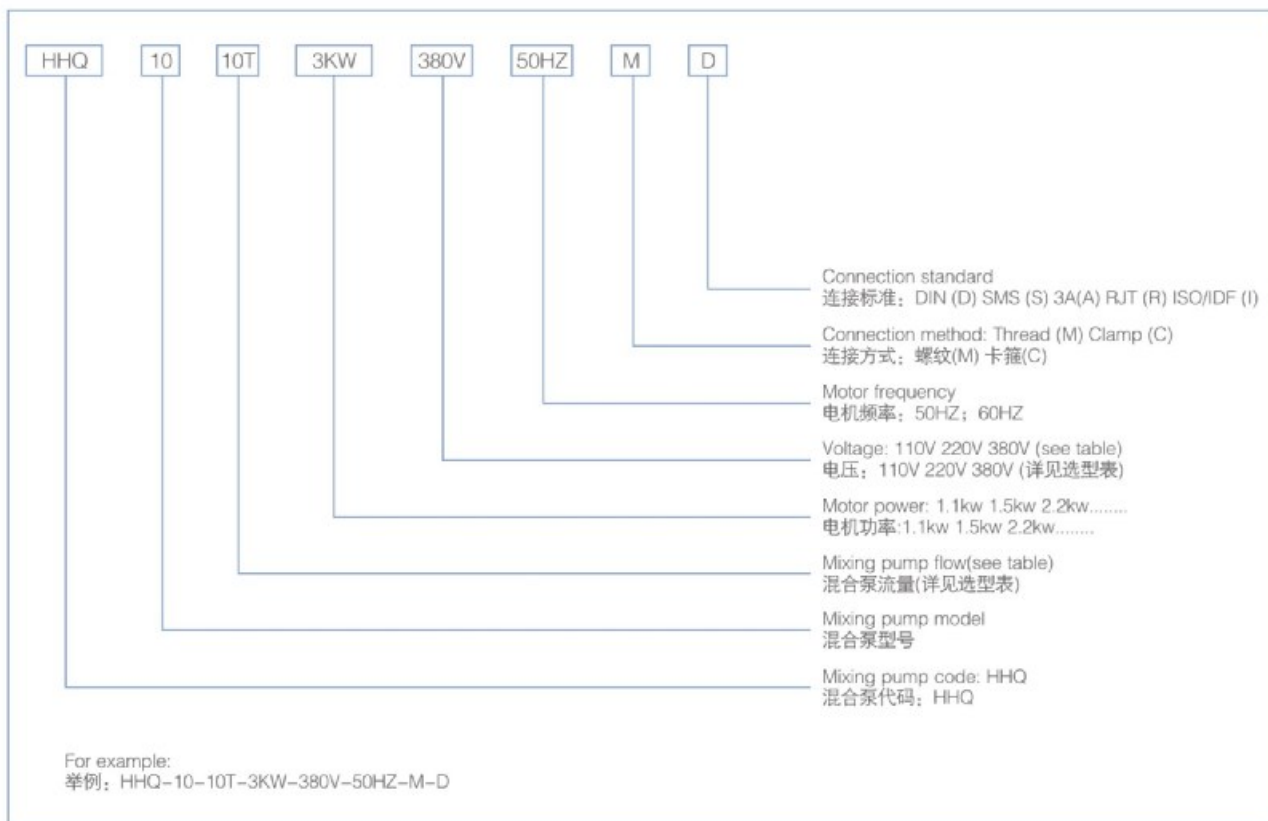 HHQ 10 10T 3KW 380V 50HZ M D
Connection standard
连接标准：DIN (D) SMS (S) 3A(A) RJT (R) ISO/IDF (I)
Connection method: Thread (M) Clamp (C)
连接方式：螺纹(M) 卡箍(C)
Motor frequency
电机频率：50HZ；60HZ
Voltage: 110V 220V 380V (see table)
电压：110V 220V 380V (详见选型表)
Motor power: 1.1kw 1.5kw 2.2kw........
电机功率:1.1kw 1.5kw 2.2kw........
Mixing pump flow(see table)
混合泵流量(详见选型表)
Mixing pump model
混合泵型号
Mixing pump code: HHQ
混合泵代码：HHQ
For example:
举例：HHQ-10-10T-3KW-380V-50HZ-M-D